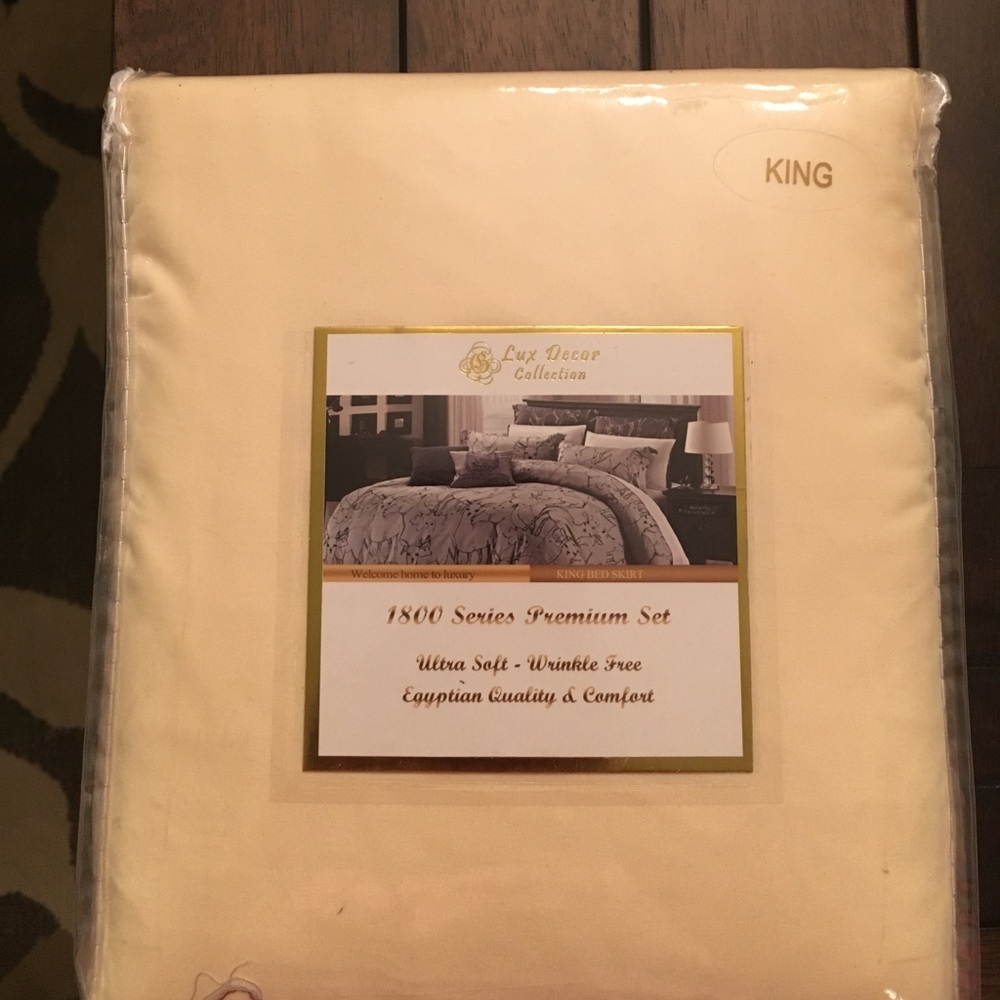 KING
Lux Decor
Collection
Welcome home to luxury
KING BED SKIRT
1800 Series Premium Set
Ultra Soft - Wrinkle Free
Egyptian Quality & Comfort